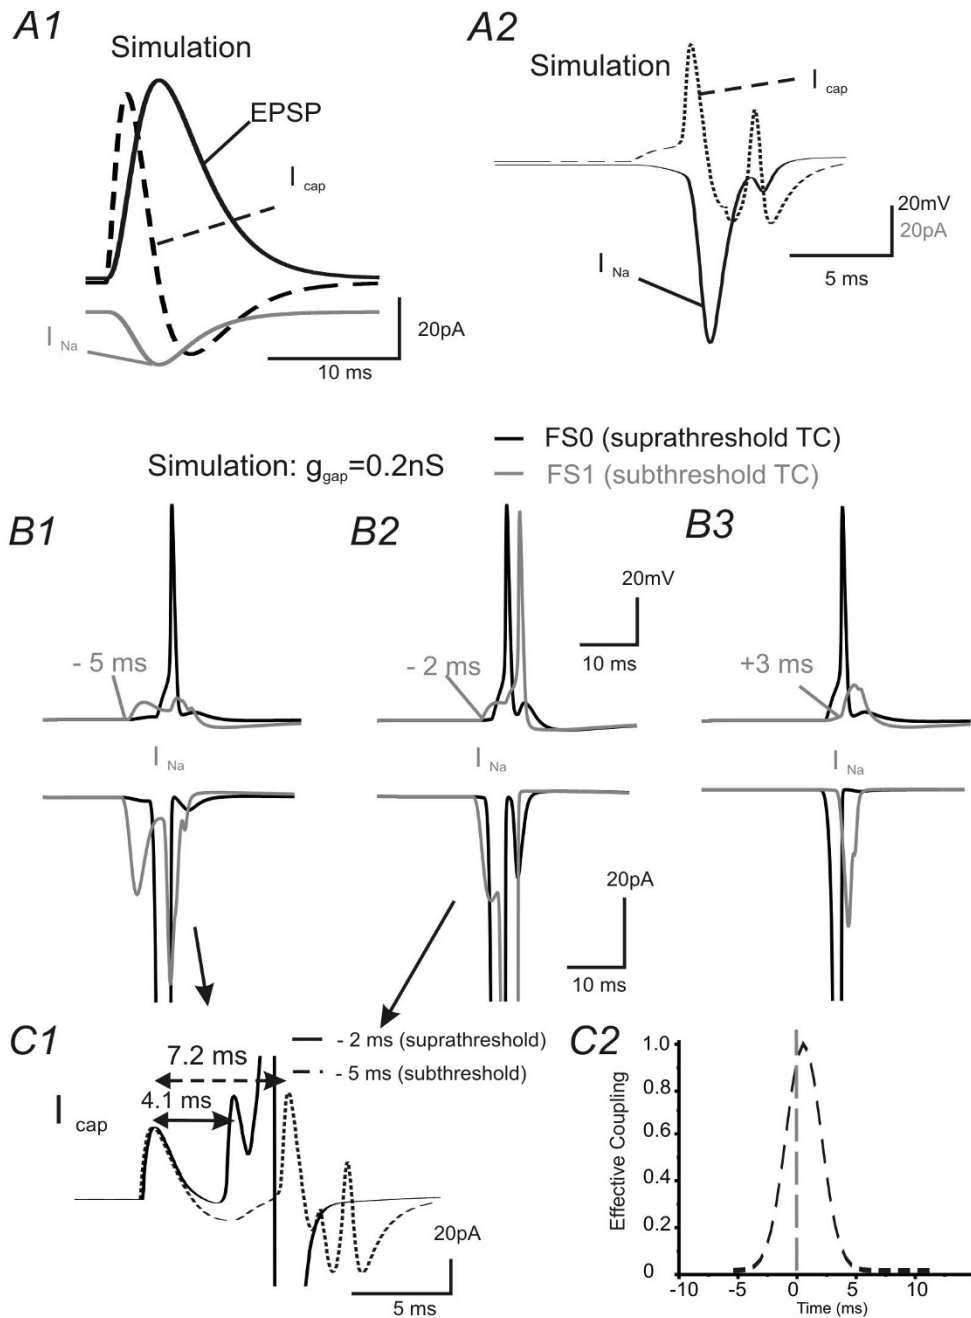 A1
Simulation
EPSP
I cap
I Na
20pA
10 ms
A2
Simulation
I cap
I Na
20mV
20pA
5 ms
Simulation: ggap=0.2nS
FS0 (suprathreshold TC)
FS1 (subthreshold TC)
B1
- 5 ms
I Na
B2
- 2 ms
I Na
20mV
10 ms
20pA
10 ms
B3
+3 ms
I Na
C1
7.2 ms
4.1 ms
I cap
- 2 ms (suprathreshold)
- 5 ms (subthreshold)
20pA
5 ms
C2
Effective Coupling
1.0
0.8
0.6
0.4
0.2
0
-10 -5 0 5 10
Time (ms)